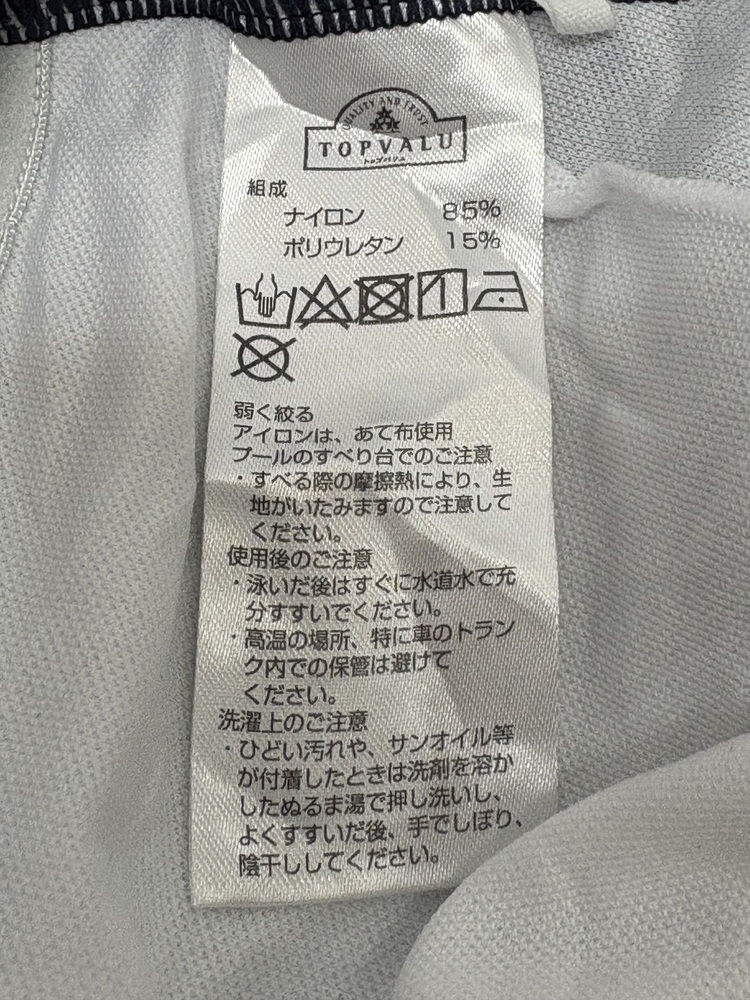 QUALITY AND TRUST
TOPVALU
トップバリュ
組成
ナイロン 85%
ポリウレタン 15%
弱く絞る
アイロンは、あて布使用
プールのすべり台でのご注意
・すべる際の摩擦熱により、生
地がいたみますので注意して
ください。
使用後のご注意
・泳いだ後はすぐに水道水で充
分すすいでください。
・高温の場所、特に車のトラン
ク内での保管は避けて
ください。
洗濯上のご注意
・ひどい汚れや、サンオイル等
が付着したときは洗剤を溶か
したぬるま湯で押し洗いし、
よくすすいだ後、手でしぼり、
陰干ししてください。